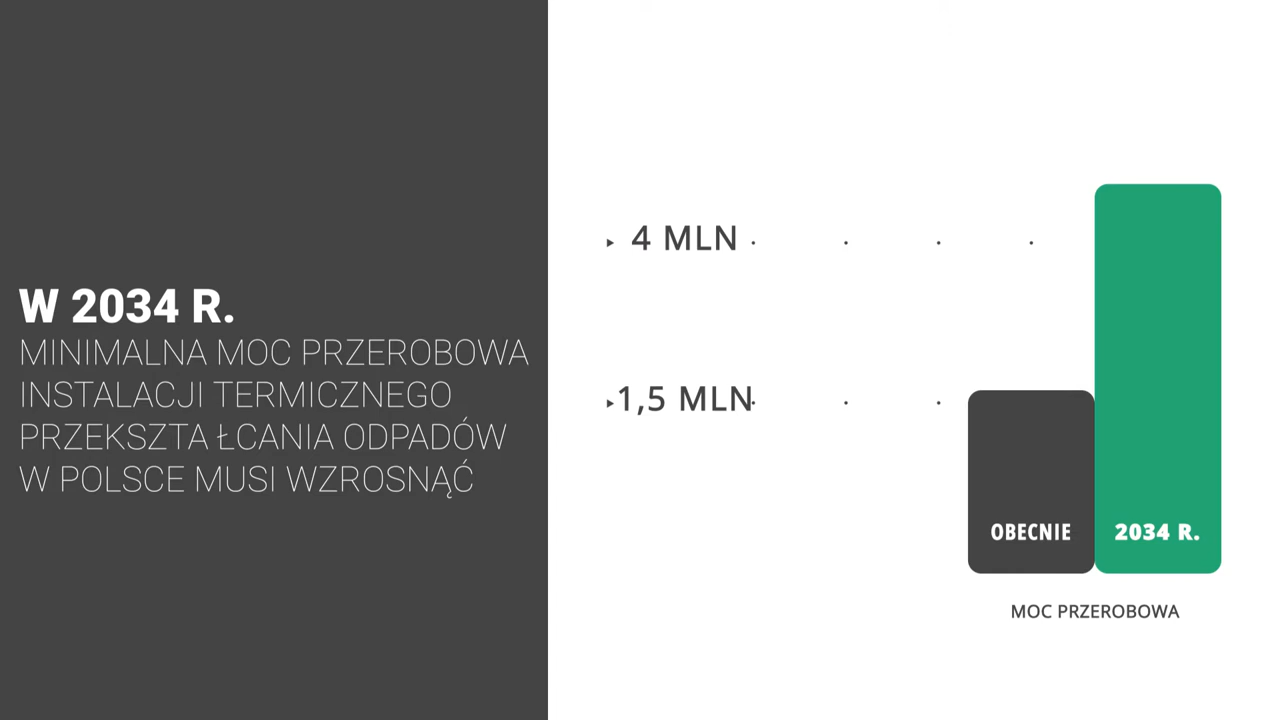 W 2034 R.
MINIMALNA MOC PRZEROBOWA
INSTALACJI TERMICZNEGO
PRZEKSZTA ŁCANIA ODPADÓW
W POLSCE MUSI WZROSNĄĆ
4 MLN
1,5 MLN
OBECNIE
2034 R.
MOC PRZEROBOWA